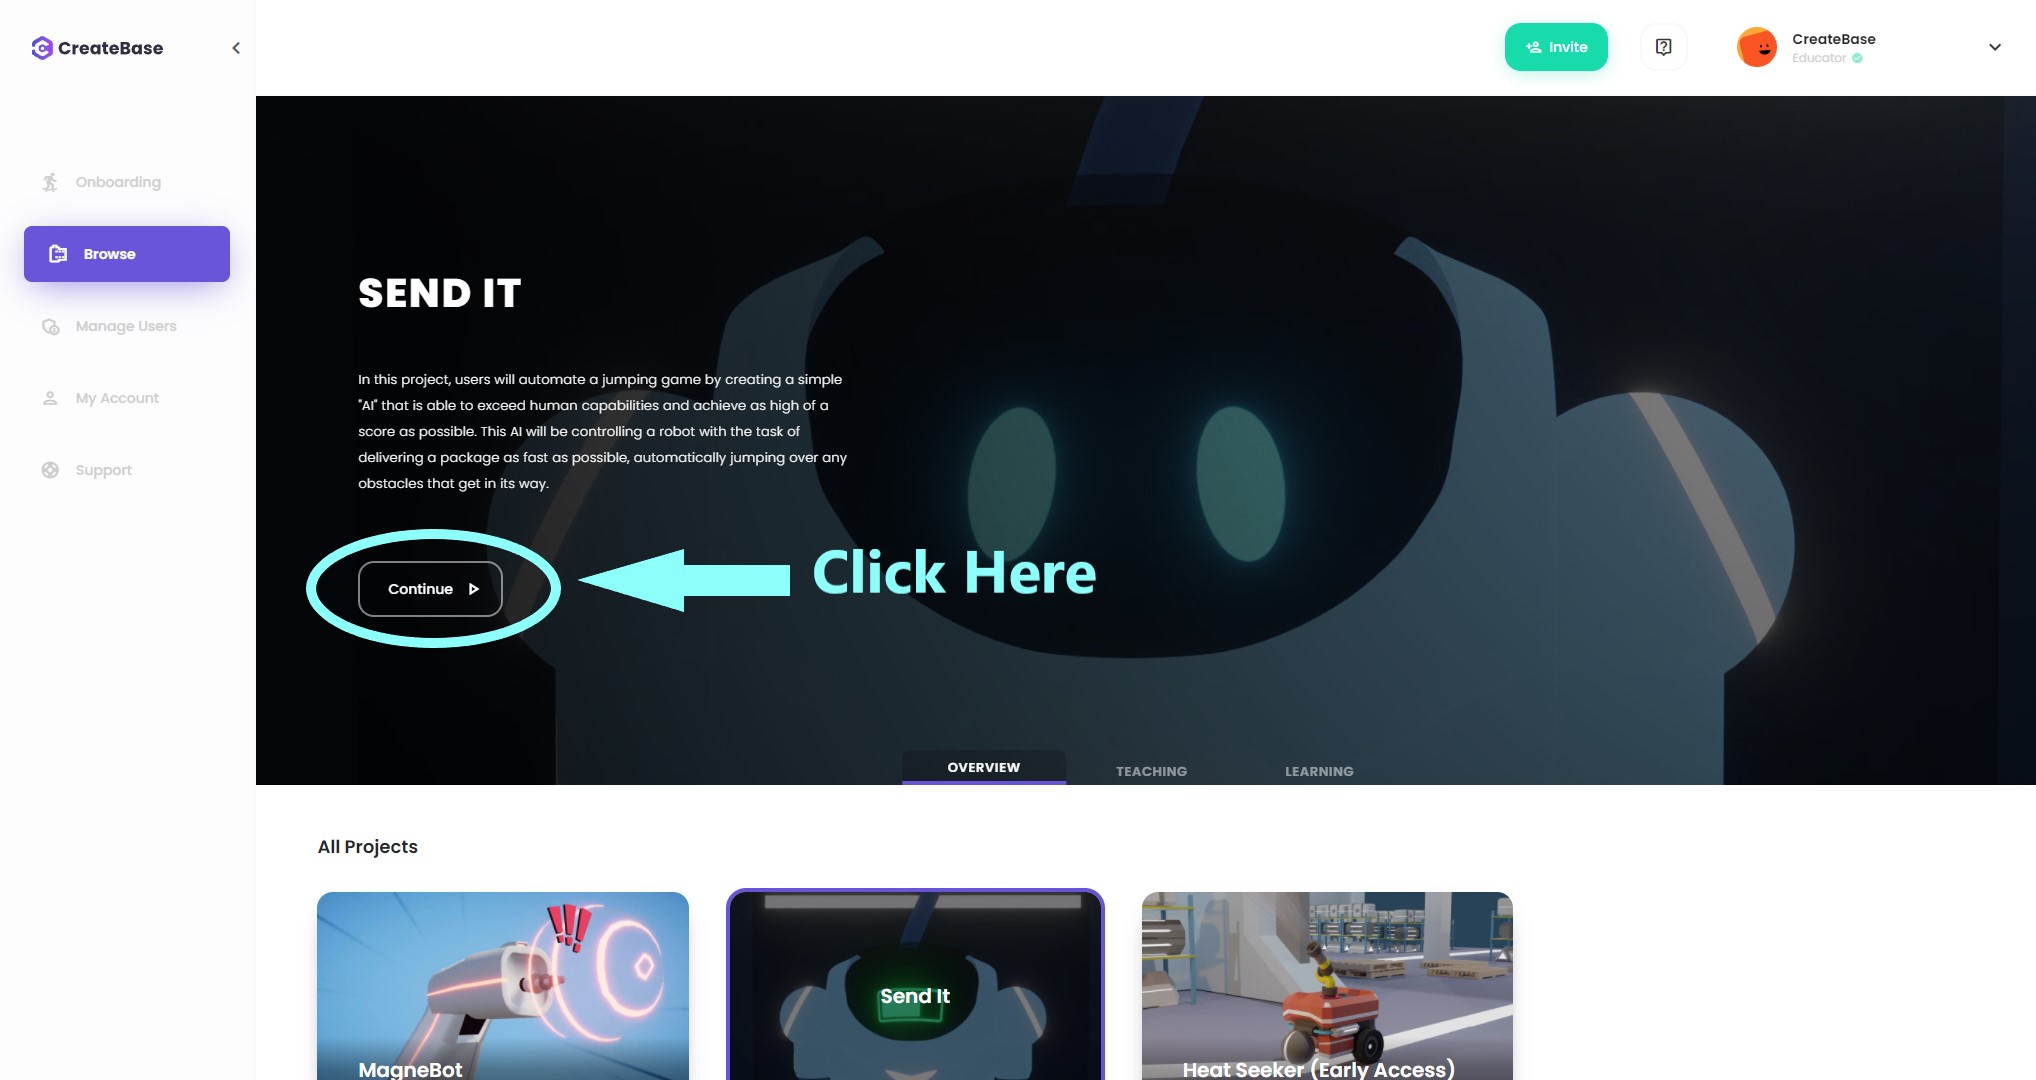 CreateBase
Invite
CreateBase
Educator
Onboarding
Browse
Manage Users
My Account
Support
SEND IT
In this project, users will automate a jumping game by creating a simple
"AI" that is able to exceed human capabilities and achieve as high of a
score as possible. This AI will be controlling a robot with the task of
delivering a package as fast as possible, automatically jumping over any
obstacles that get in its way.
Continue
Click Here
OVERVIEW
TEACHING
LEARNING
All Projects
!!!
MagneBot
Send It
Heat Seeker (Early Access)